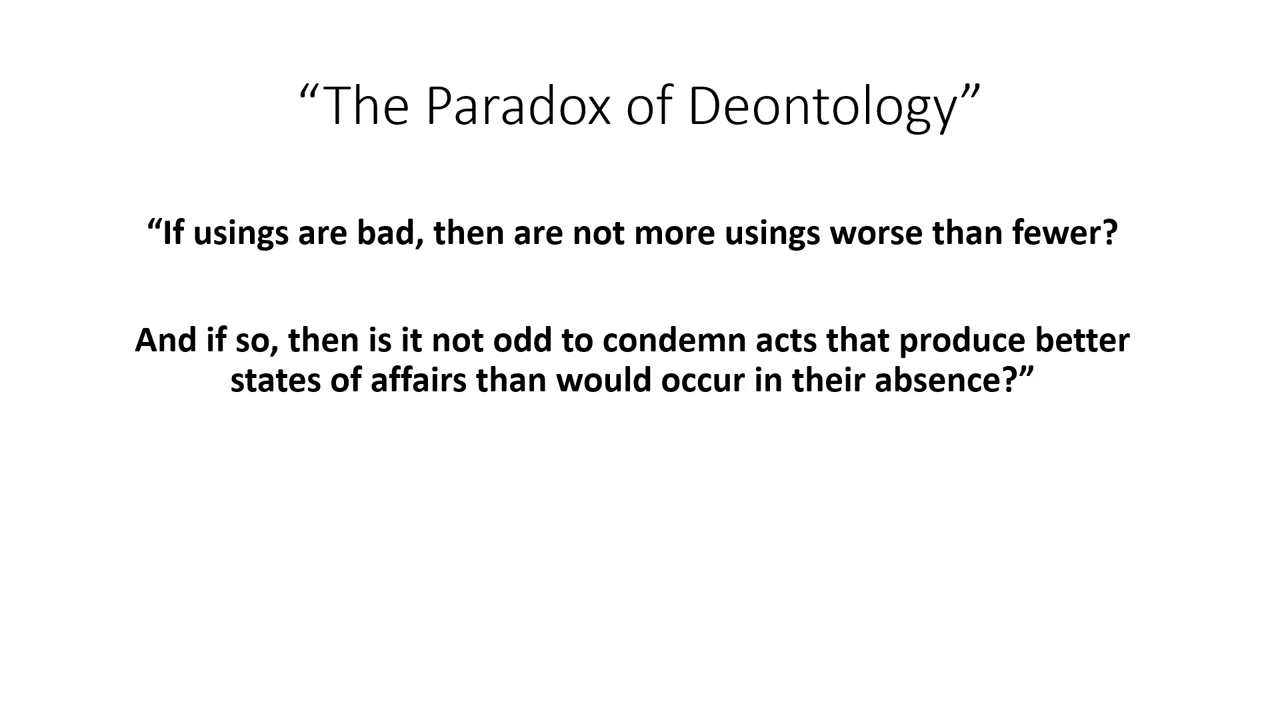 “The Paradox of Deontology”
“If usings are bad, then are not more usings worse than fewer?
And if so, then is it not odd to condemn acts that produce better
states of affairs than would occur in their absence?”